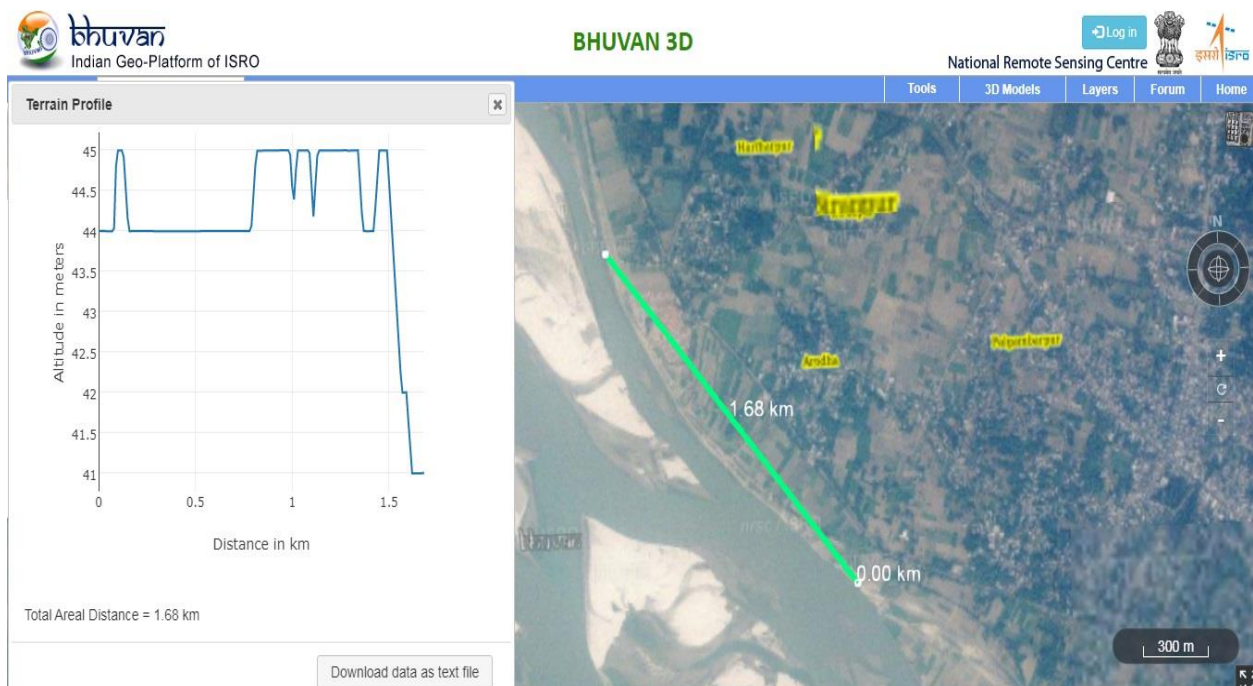 bhuvan
Indian Geo-Platform of ISRO
BHUVAN 3D
Log in
National Remote Sensing Centre
इसरो isro
Tools 3D Models Layers Forum Home
Terrain Profile
Altitude in meters
45
44.5
44
43.5
43
42.5
42
41.5
41
0 0.5 1 1.5
Distance in km
Total Areal Distance = 1.68 km
Download data as text file
N
Arodha
1.68 km
0.00 km
300 m